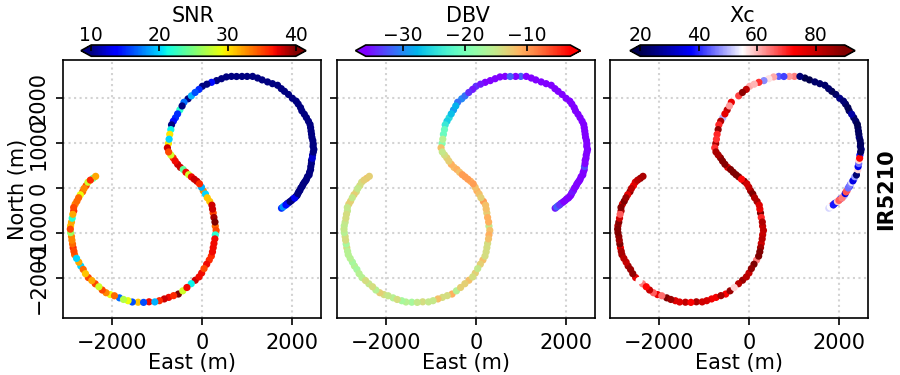 SNR DBV Xc
10 20 30 40 −30 −20 −10 20 40 60 80
North (m)
2000
1000
0
−1000
−2000
IR5210
−2000 0 2000 −2000 0 2000 −2000 0 2000
East (m) East (m) East (m)